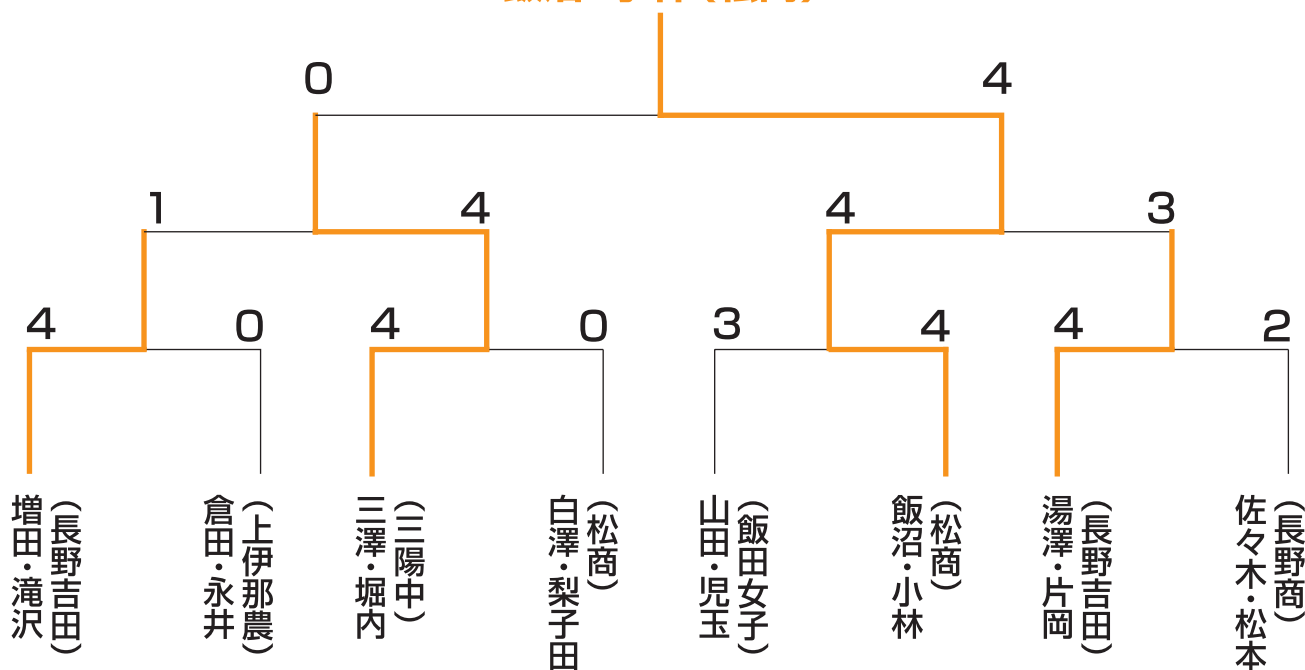 0
4
1
4
4
3
4
0
4
0
3
4
4
2
増田・滝沢
(長野吉田)
倉田・永井
(上伊那農)
三澤・堀内
(三陽中)
白澤・梨子田
(松商)
山田・児玉
(飯田女子)
飯沼・小林
(松商)
湯澤・片岡
(長野吉田)
佐々木・松本
(長野商)